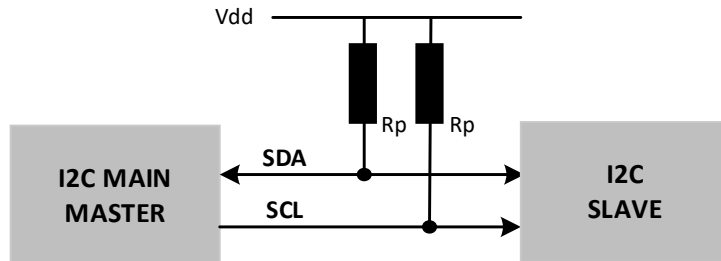 Vdd
Rp
Rp
SDA
I2C MAIN
MASTER
SCL
I2C
SLAVE